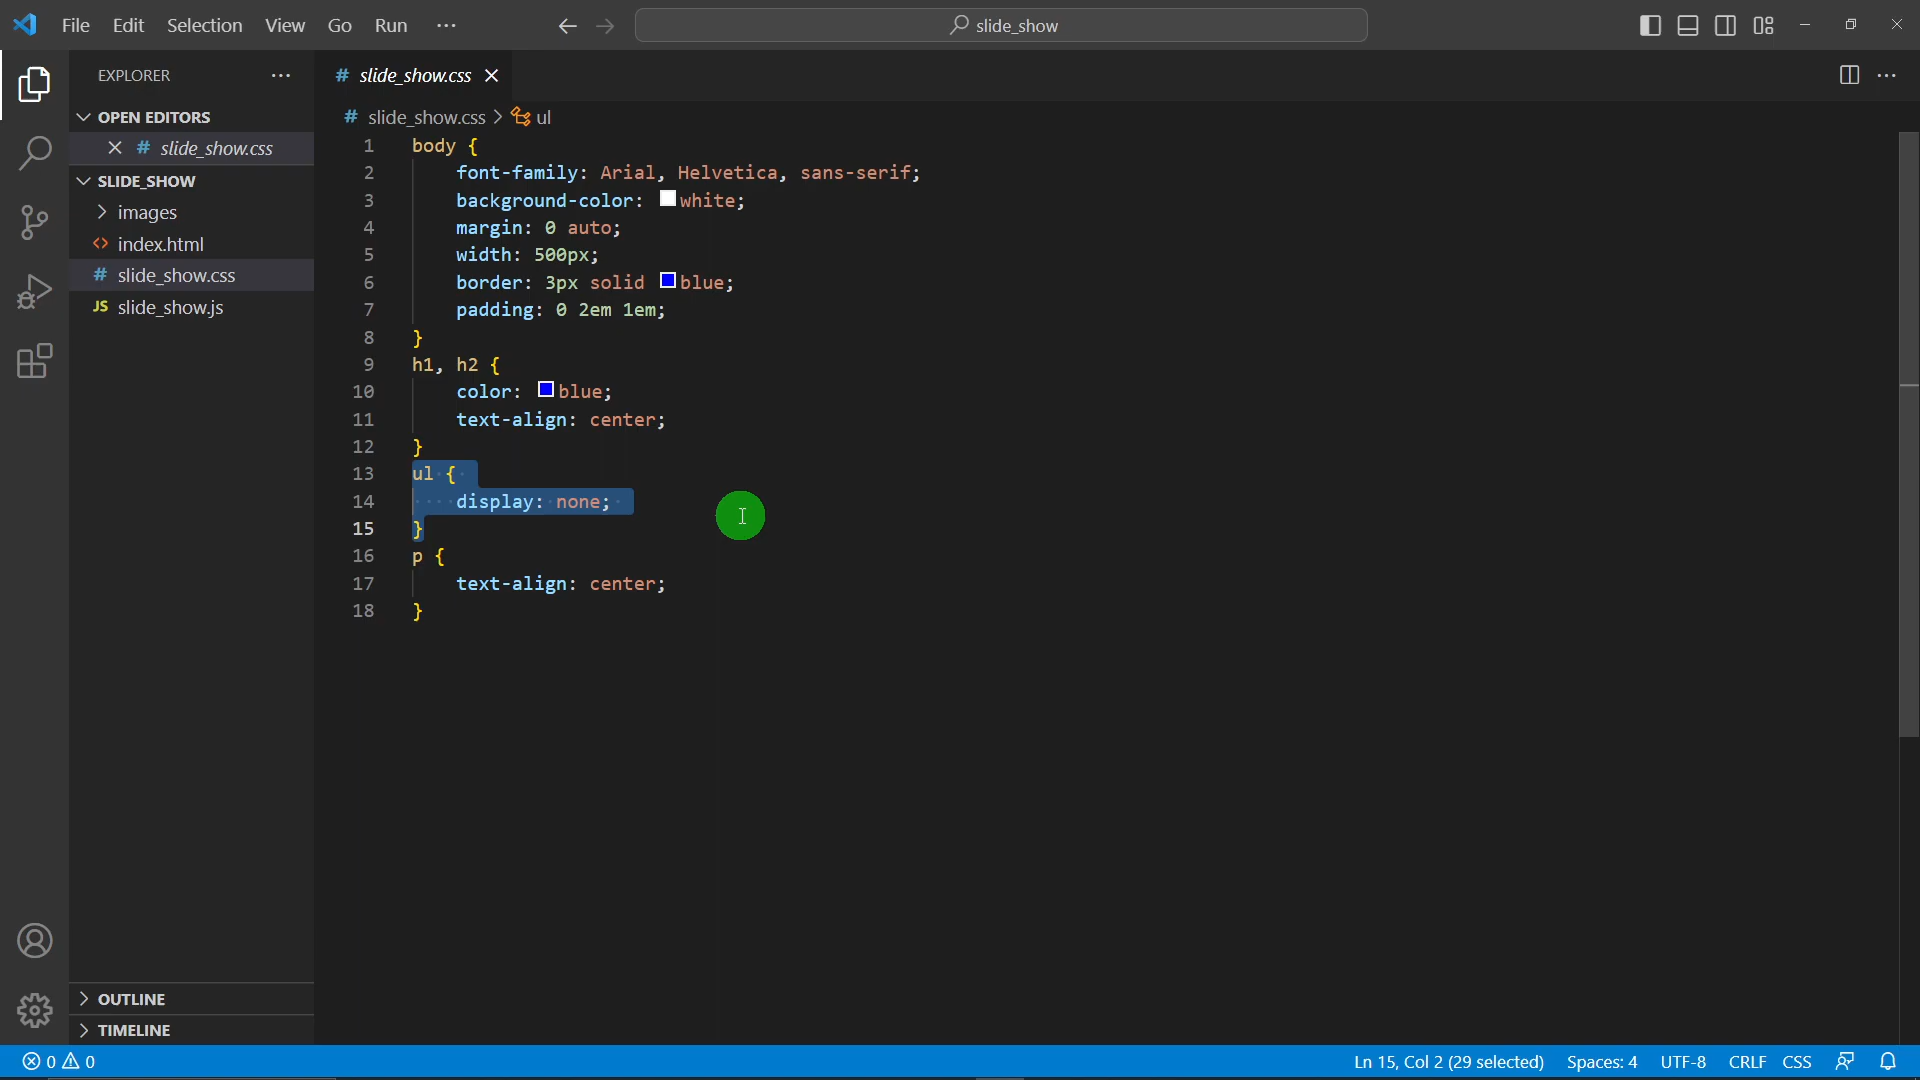 File Edit Selection View Go Run ··· slide_show
EXPLORER ···
OPEN EDITORS
# slide_show.css
SLIDE_SHOW
images
<> index.html
# slide_show.css
JS slide_show.js
OUTLINE
TIMELINE
# slide_show.css ···
# slide_show.css > ul
1 body {
2 font-family: Arial, Helvetica, sans-serif;
3 background-color: white;
4 margin: 0 auto;
5 width: 500px;
6 border: 3px solid blue;
7 padding: 0 2em 1em;
8 }
9 h1, h2 {
10 color: blue;
11 text-align: center;
12 }
13 ul {
14 display: none;
15 }
16 p {
17 text-align: center;
18 }
0 0 Ln 15, Col 2 (29 selected) Spaces: 4 UTF-8 CRLF CSS